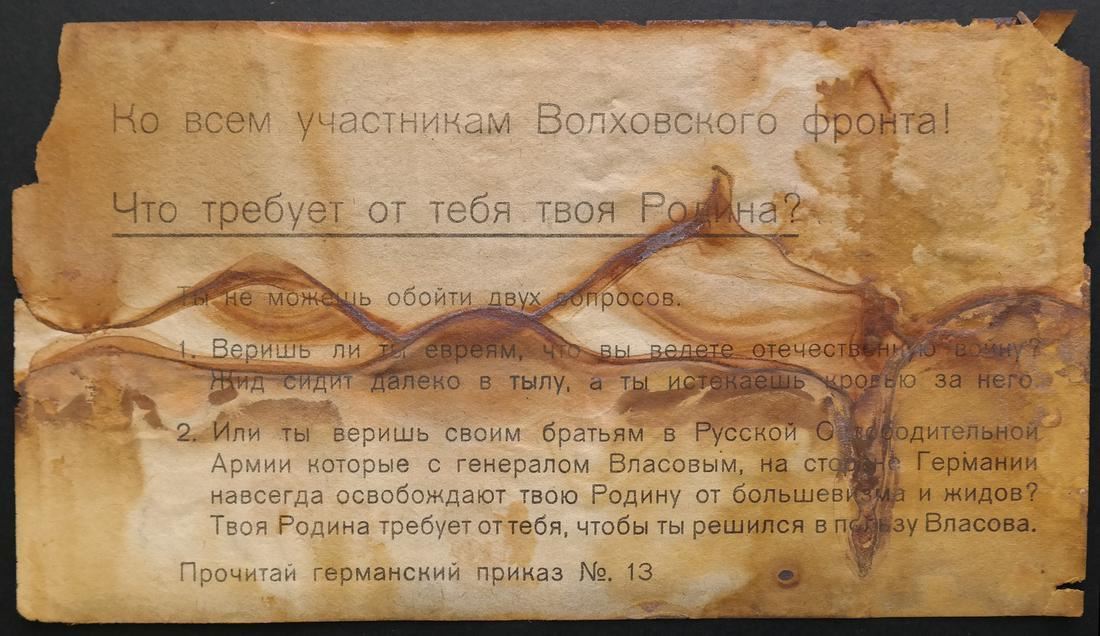 Ко всем участникам Волховского фронта!
Что требует от тебя твоя Родина?
Ты не можешь обойти двух вопросов.
1. Веришь ли ты евреям, что вы ведете отечественную войну?
Жид сидит далеко в тылу, а ты истекаешь кровью за него.
2. Или ты веришь своим братьям в Русской Освободительной
Армии которые с генералом Власовым, на стороне Германии
навсегда освобождают твою Родину от большевизма и жидов?
Твоя Родина требует от тебя, чтобы ты решился в пользу Власова.
Прочитай германский приказ №. 13